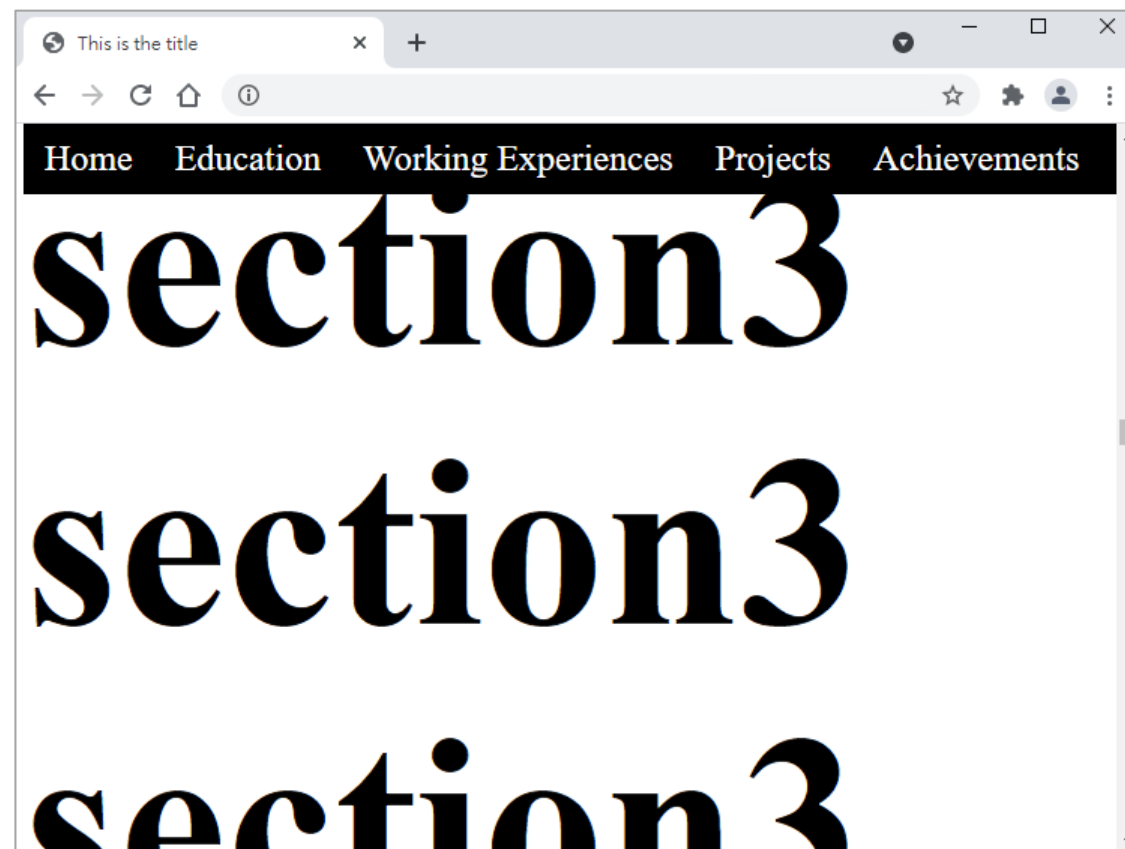 This is the title
Home Education Working Experiences Projects Achievements
section3
section3
section3